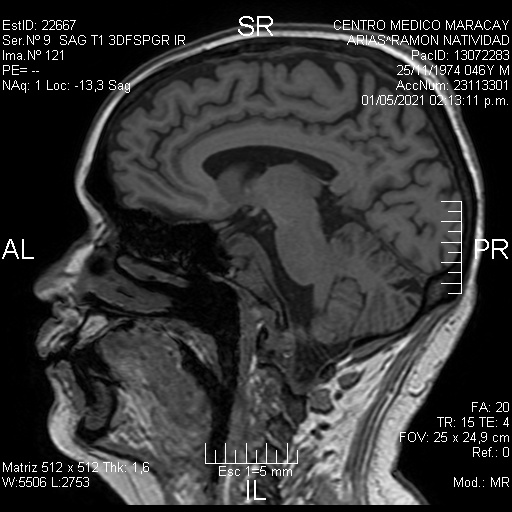 EstID: 22667
Ser.Nº 9 SAG T1 3DFSPGR IR
Ima.Nº 121
PE= --
NAq: 1 Loc: -13,3 Sag
SR
CENTRO MEDICO MARACAY
ARIAS^RAMON NATIVIDAD
PacID: 13072283
25/11/1974 046Y M
AccNum: 23113301
01/05/2021 02:13:11 p.m.
AL
PR
FA: 20
TR: 15 TE: 4
FOV: 25 x 24,9 cm
Ref.: 0
Mod.: MR
Matriz 512 x 512 Thk: 1,6
W:5506 L:2753
Esc 1=5 mm
IL